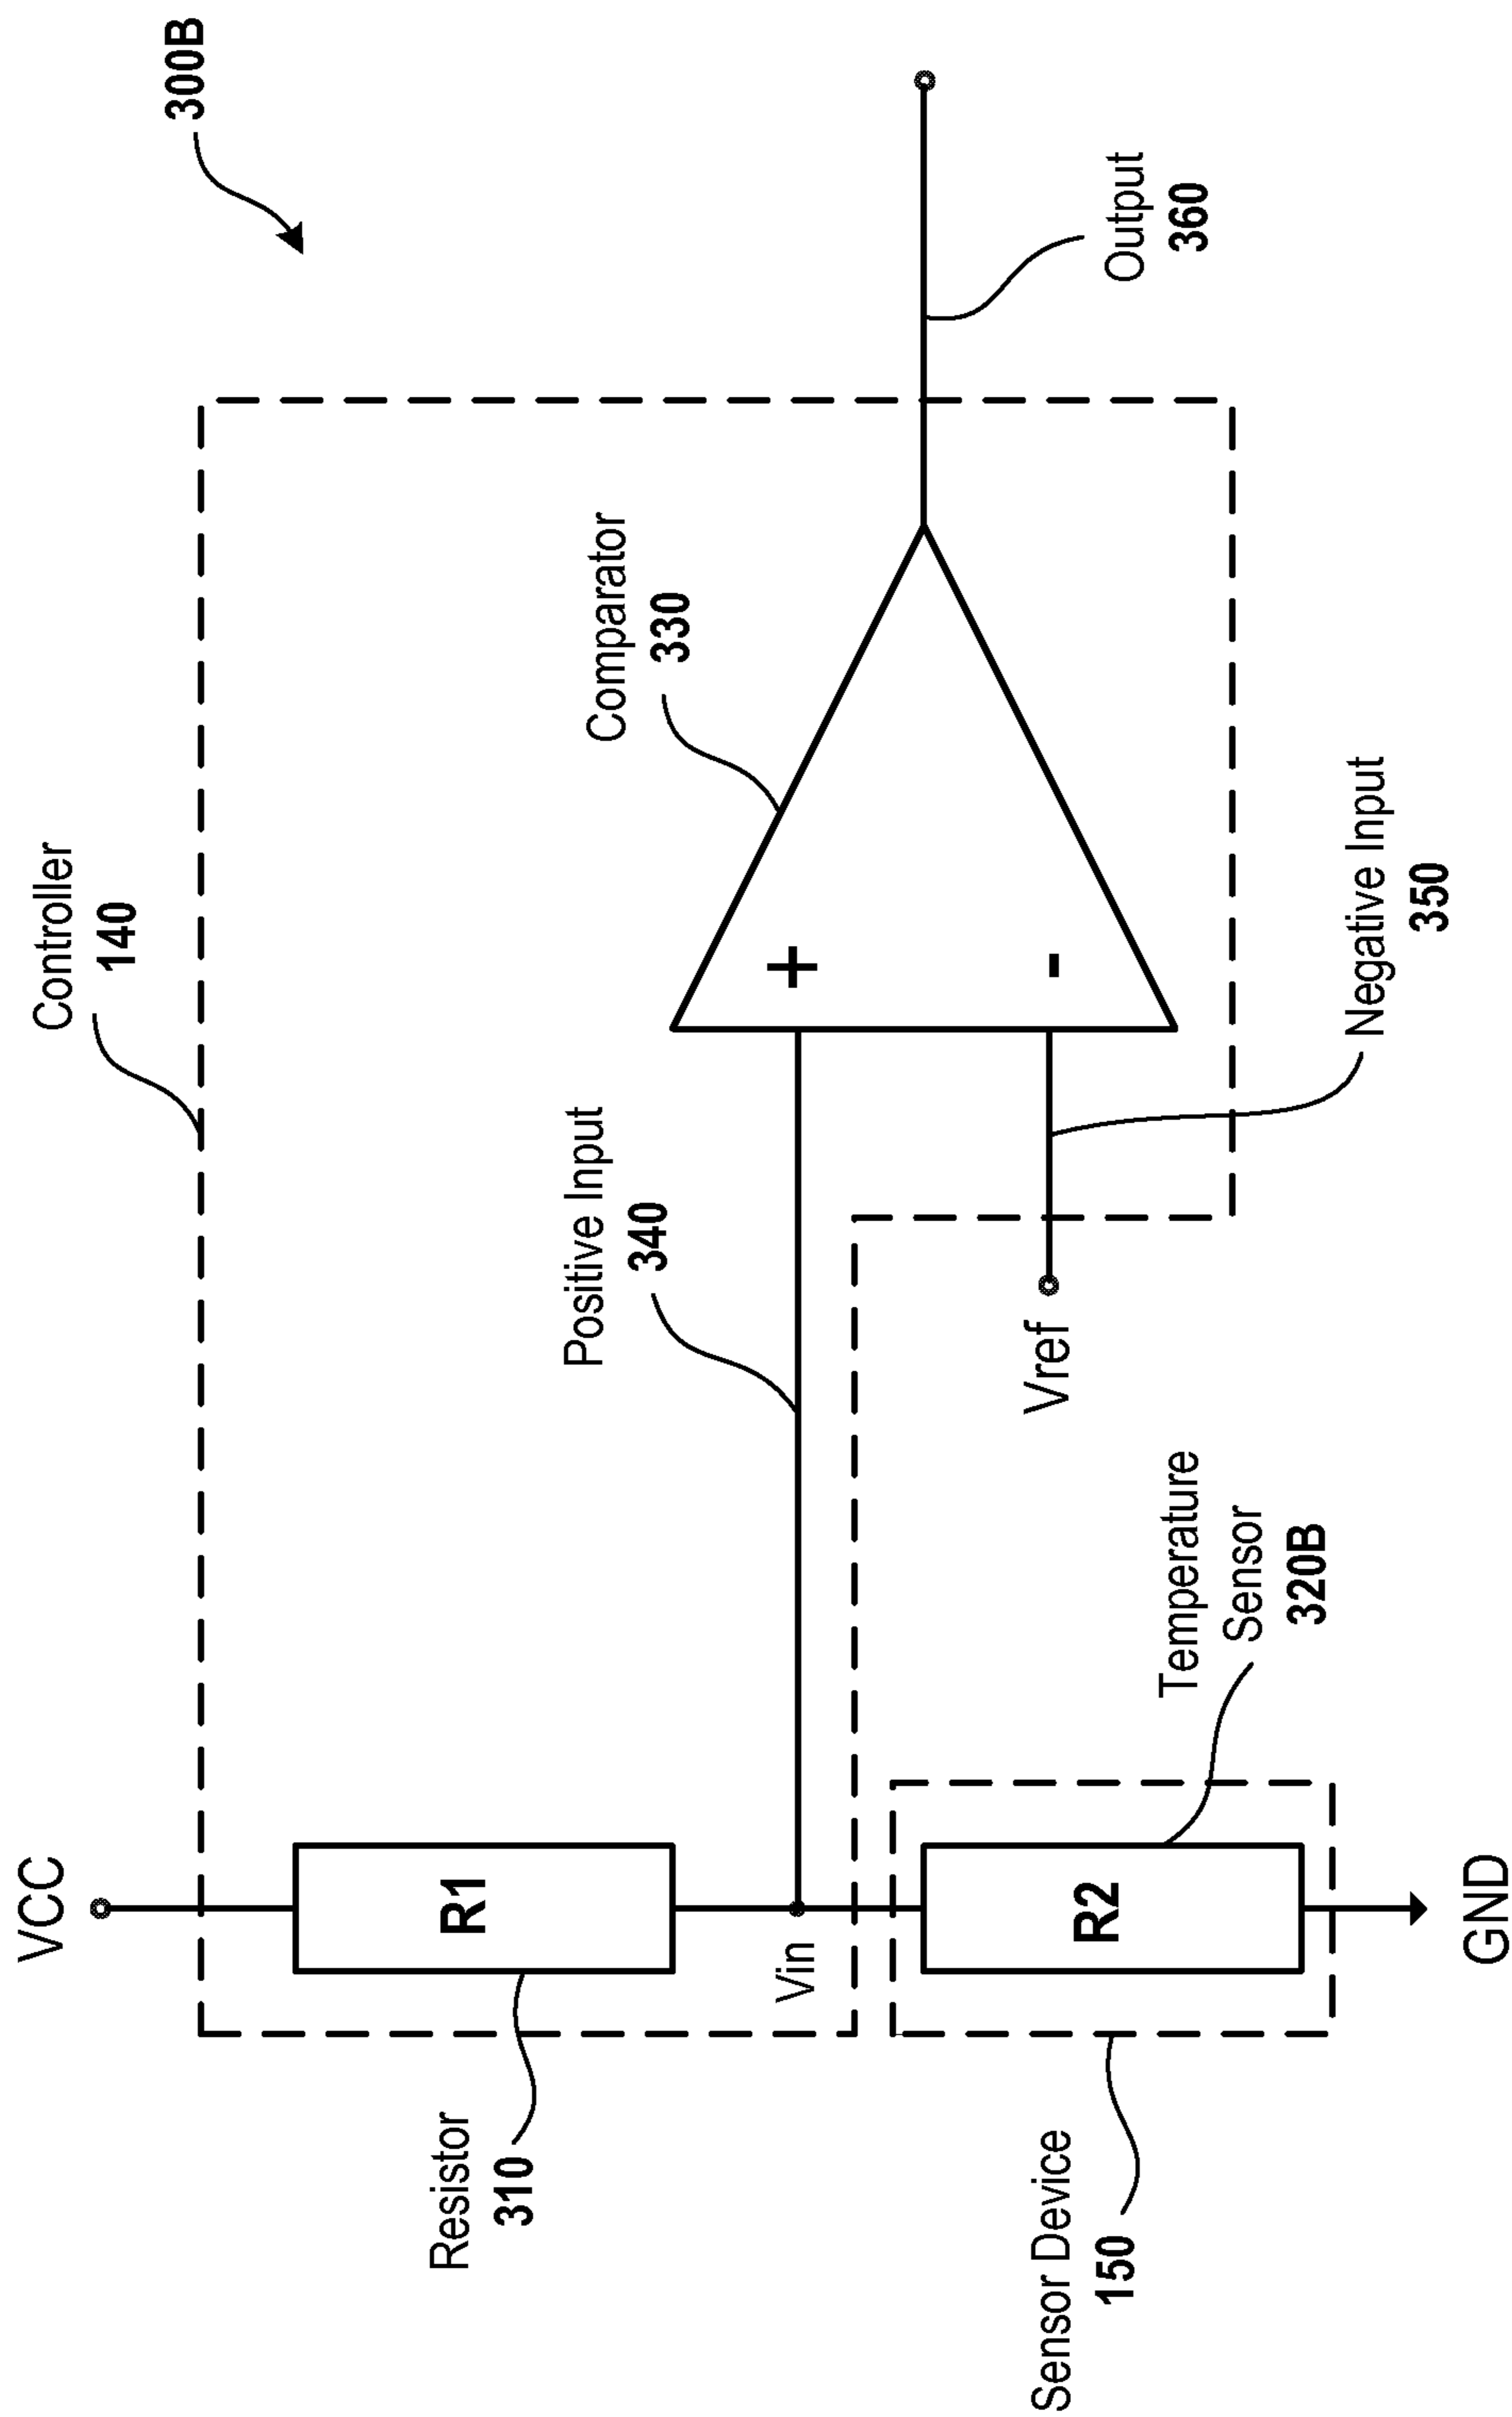 300B
Controller
140
VCC
Resistor
310
R1
Vin
Positive Input
340
Comparator
330
+
-
Output
360
Vref
Negative Input
350
Temperature
Sensor
320B
R2
Sensor Device
150
GND